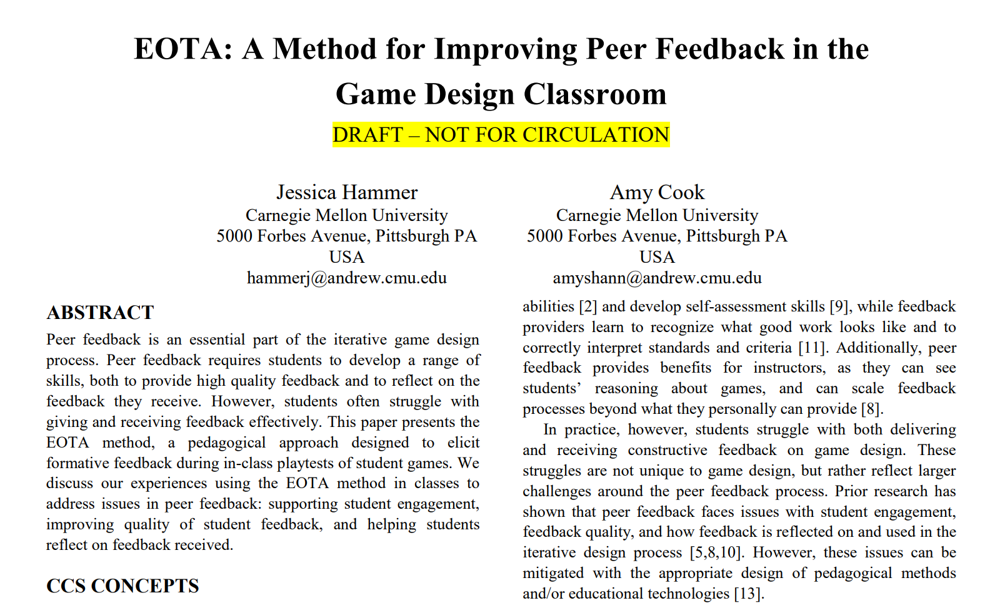 EOTA: A Method for Improving Peer Feedback in the
Game Design Classroom
DRAFT – NOT FOR CIRCULATION
Jessica Hammer
Carnegie Mellon University
5000 Forbes Avenue, Pittsburgh PA
USA
hammerj@andrew.cmu.edu
Amy Cook
Carnegie Mellon University
5000 Forbes Avenue, Pittsburgh PA
USA
amyshann@andrew.cmu.edu
ABSTRACT
Peer feedback is an essential part of the iterative game design
process. Peer feedback requires students to develop a range of
skills, both to provide high quality feedback and to reflect on the
feedback they receive. However, students often struggle with
giving and receiving feedback effectively. This paper presents the
EOTA method, a pedagogical approach designed to elicit
formative feedback during in-class playtests of student games. We
discuss our experiences using the EOTA method in classes to
address issues in peer feedback: supporting student engagement,
improving quality of student feedback, and helping students
reflect on feedback received.
CCS CONCEPTS
abilities [2] and develop self-assessment skills [9], while feedback
providers learn to recognize what good work looks like and to
correctly interpret standards and criteria [11]. Additionally, peer
feedback provides benefits for instructors, as they can see
students’ reasoning about games, and can scale feedback
processes beyond what they personally can provide [8].
In practice, however, students struggle with both delivering
and receiving constructive feedback on game design. These
struggles are not unique to game design, but rather reflect larger
challenges around the peer feedback process. Prior research has
shown that peer feedback faces issues with student engagement,
feedback quality, and how feedback is reflected on and used in the
iterative design process [5,8,10]. However, these issues can be
mitigated with the appropriate design of pedagogical methods
and/or educational technologies [13].